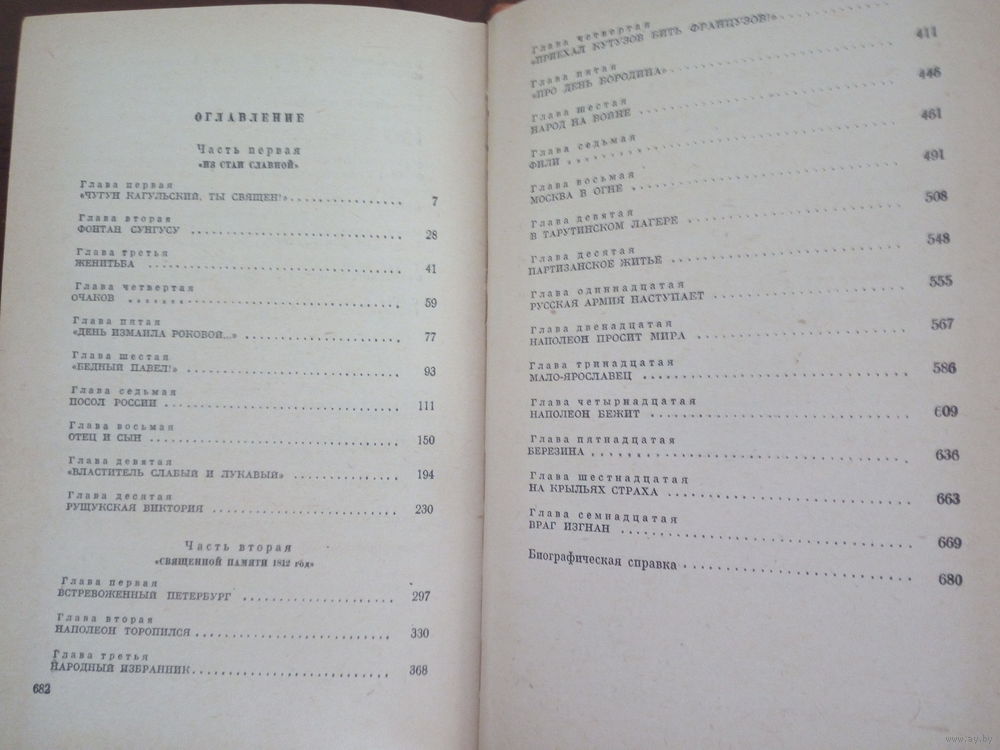 ОГЛАВЛЕНИЕ
Часть первая
«ИЗ СТАИ СЛАВНОЙ»
Глава первая
«ЧУГУН КАГУЛЬСКИЙ, ТЫ СВЯЩЕН!» 7
Глава вторая
ФОНТАН СУНГУСУ 28
Глава третья
ЖЕНИТЬБА 41
Глава четвертая
ОЧАКОВ 59
Глава пятая
«ДЕНЬ ИЗМАИЛА РОКОВОЙ...» 77
Глава шестая
«БЕДНЫЙ ПАВЕЛ!» 93
Глава седьмая
ПОСОЛ РОССИИ 111
Глава восьмая
ОТЕЦ И СЫН 150
Глава девятая
«ВЛАСТИТЕЛЬ СЛАБЫЙ И ЛУКАВЫЙ» 194
Глава десятая
РУЩУКСКАЯ ВИКТОРИЯ 230
Часть вторая
«СВЯЩЕННОЙ ПАМЯТИ 1812 год»
Глава первая
ВСТРЕВОЖЕННЫЙ ПЕТЕРБУРГ 297
Глава вторая
НАПОЛЕОН ТОРОПИЛСЯ 330
Глава третья
НАРОДНЫЙ ИЗБРАННИК 368
682
Глава четвертая
«ПРИЕХАЛ КУТУЗОВ БИТЬ ФРАНЦУЗОВ!» 411
Глава пятая
«ПРО ДЕНЬ БОРОДИНА» 446
Глава шестая
НАРОД НА ВОЙНЕ 461
Глава седьмая
ФИЛИ 491
Глава восьмая
МОСКВА В ОГНЕ 508
Глава девятая
В ТАРУТИНСКОМ ЛАГЕРЕ 548
Глава десятая
ПАРТИЗАНСКОЕ ЖИТЬЕ 555
Глава одиннадцатая
РУССКАЯ АРМИЯ НАСТУПАЕТ 567
Глава двенадцатая
НАПОЛЕОН ПРОСИТ МИРА 586
Глава тринадцатая
МАЛО-ЯРОСЛАВЕЦ 609
Глава четырнадцатая
НАПОЛЕОН БЕЖИТ 636
Глава пятнадцатая
БЕРЕЗИНА 663
Глава шестнадцатая
НА КРЫЛЬЯХ СТРАХА 669
Глава семнадцатая
ВРАГ ИЗГНАН
Биографическая справка 680
www.ay.by